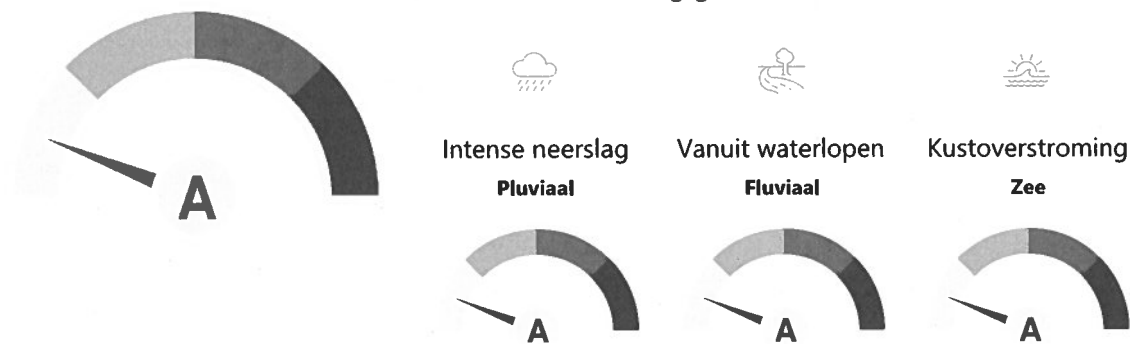 A
Intense neerslag
Pluviaal
A
Vanuit waterlopen
Fluviaal
A
Kustoverstroming
Zee
A